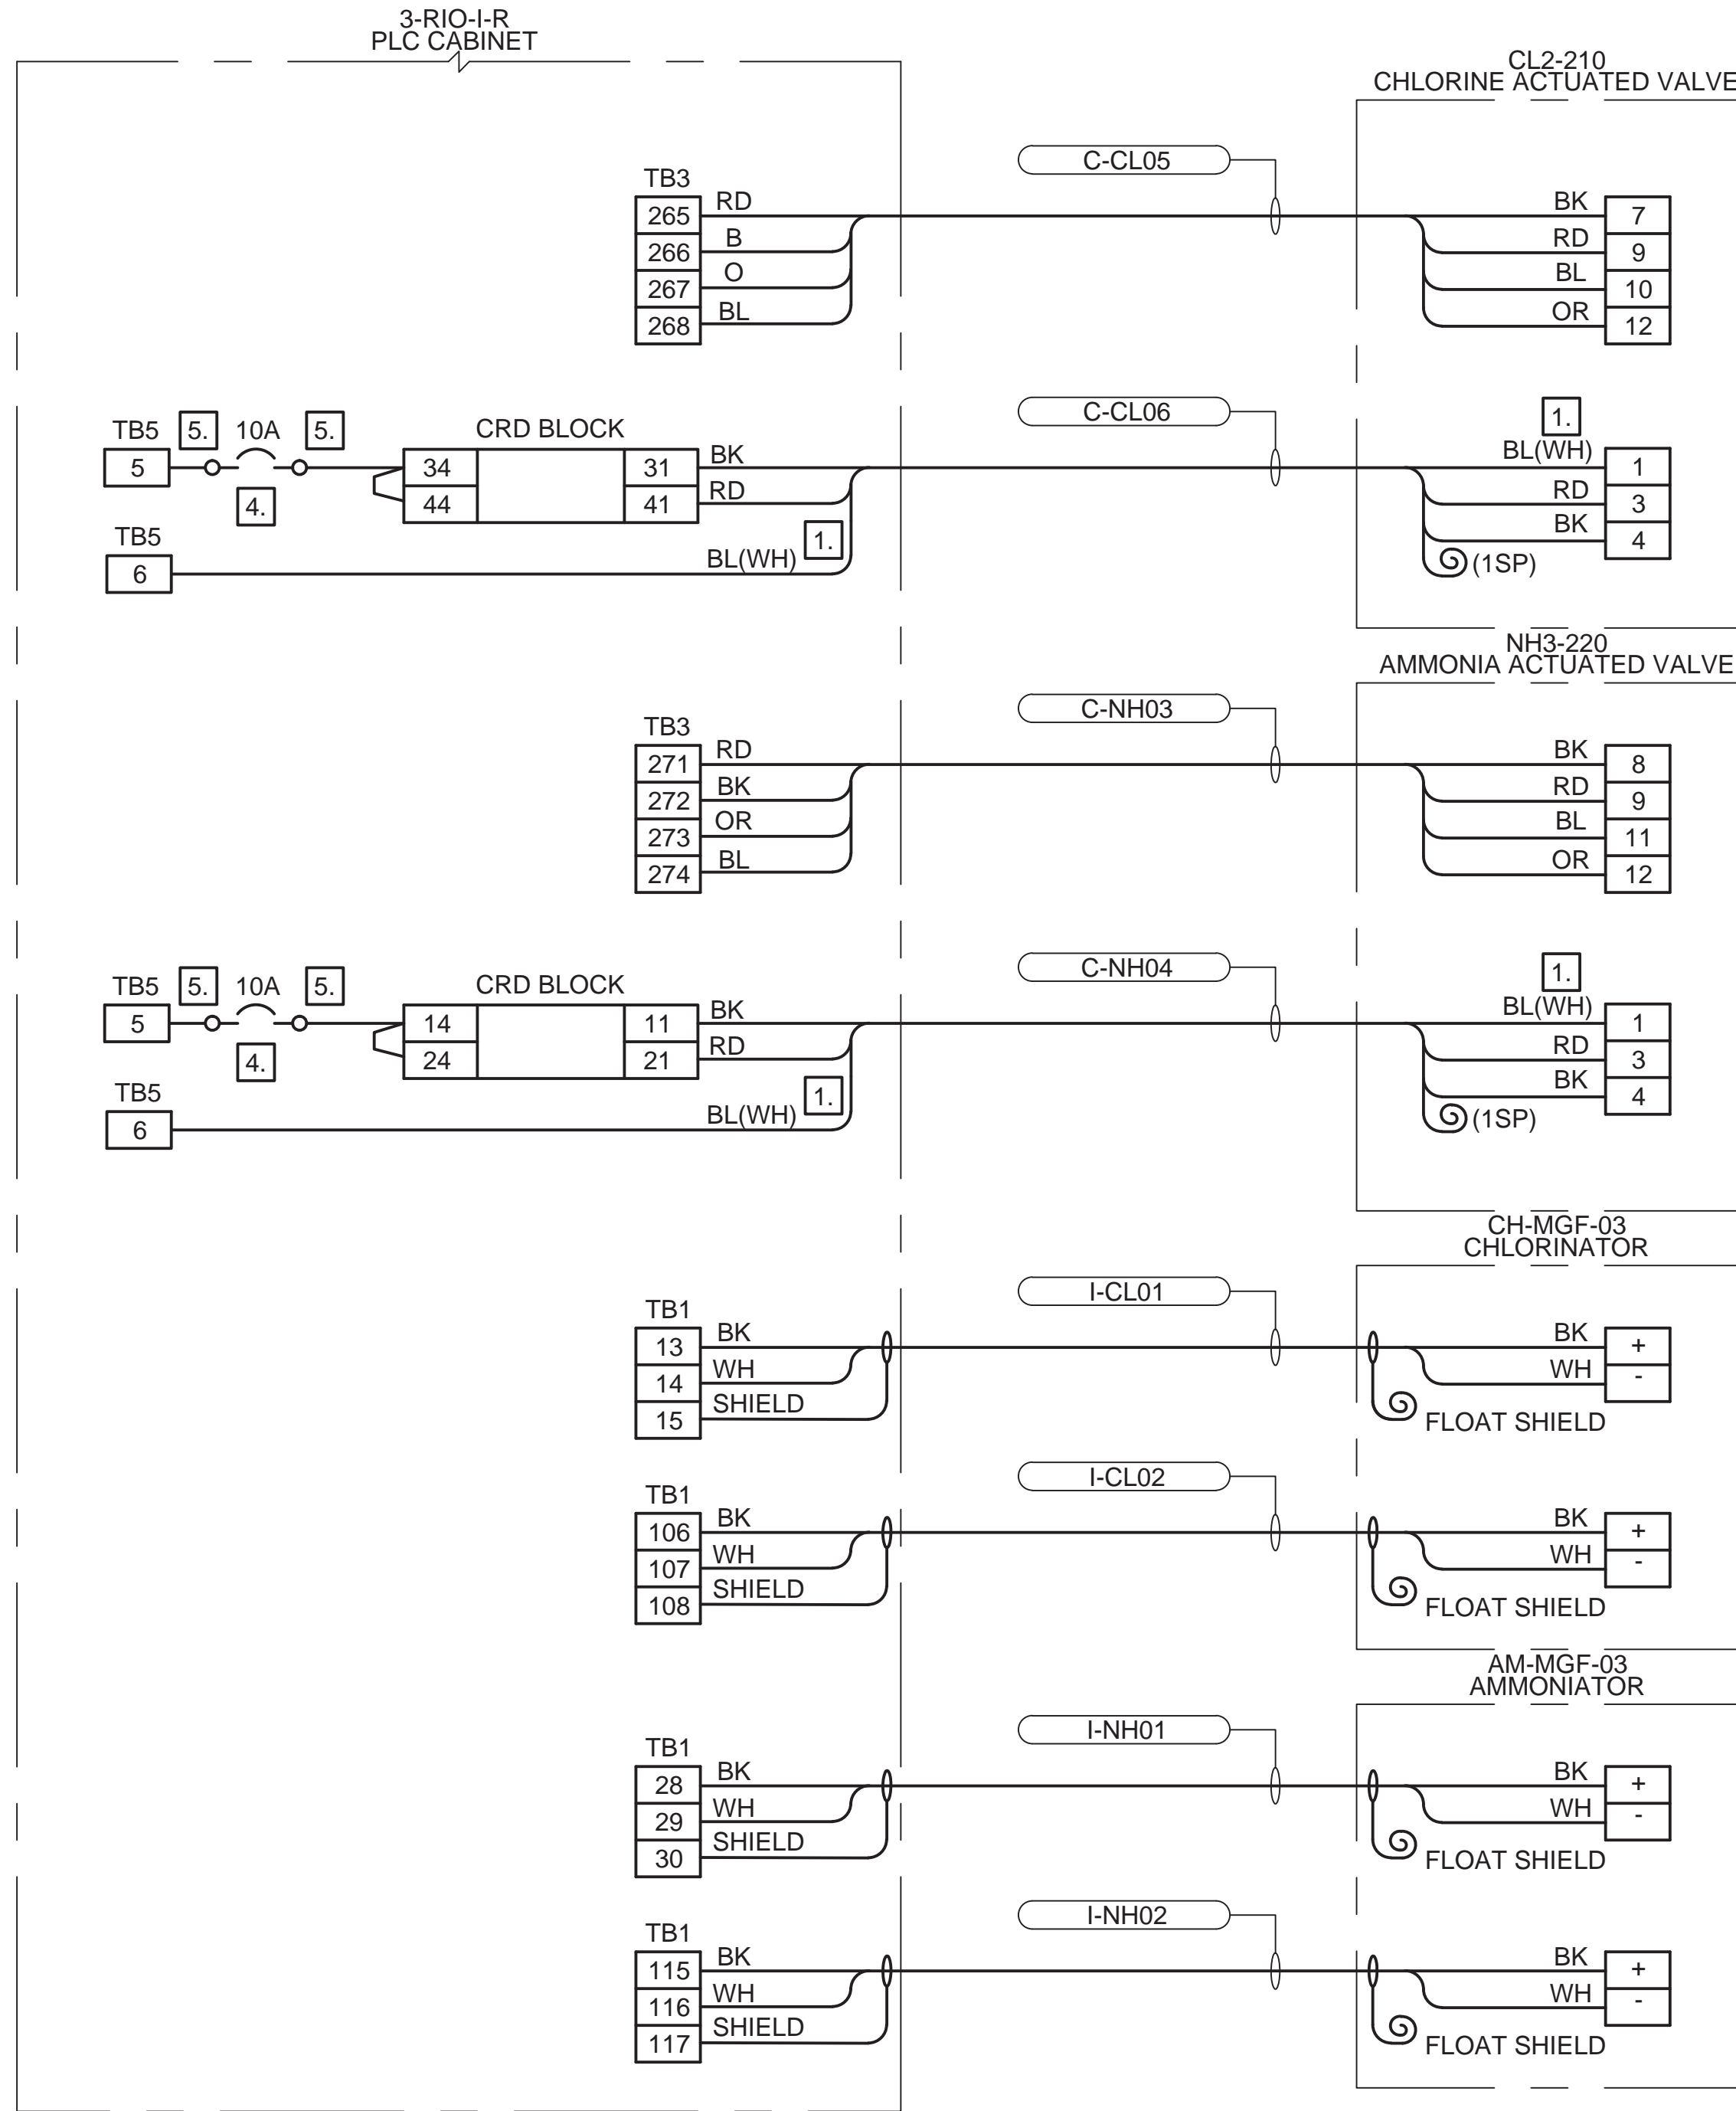 3-RIO-I-R
PLC CABINET
CL2-210
CHLORINE ACTUATED VALVE
C-CL05
TB3
265 RD BK 7
266 B RD 9
267 O BL 10
268 BL OR 12
C-CL06
TB5 5. 10A 5. CRD BLOCK 1.
BL(WH)
5 34 31 BK 1
4. 44 41 RD RD 3
TB5 1. BK 4
6 BL(WH) (1SP)
NH3-220
AMMONIA ACTUATED VALVE
C-NH03
TB3
271 RD BK 8
272 BK RD 9
273 OR BL 11
274 BL OR 12
C-NH04
TB5 5. 10A 5. CRD BLOCK 1.
BL(WH)
5 14 11 BK 1
4. 24 21 RD RD 3
TB5 1. BK 4
6 BL(WH) (1SP)
CH-MGF-03
CHLORINATOR
I-CL01
TB1
13 BK BK +
14 WH WH -
15 SHIELD FLOAT SHIELD
I-CL02
TB1
106 BK BK +
107 WH WH -
108 SHIELD FLOAT SHIELD
AM-MGF-03
AMMONIATOR
I-NH01
TB1
28 BK BK +
29 WH WH -
30 SHIELD FLOAT SHIELD
I-NH02
TB1
115 BK BK +
116 WH WH -
117 SHIELD FLOAT SHIELD